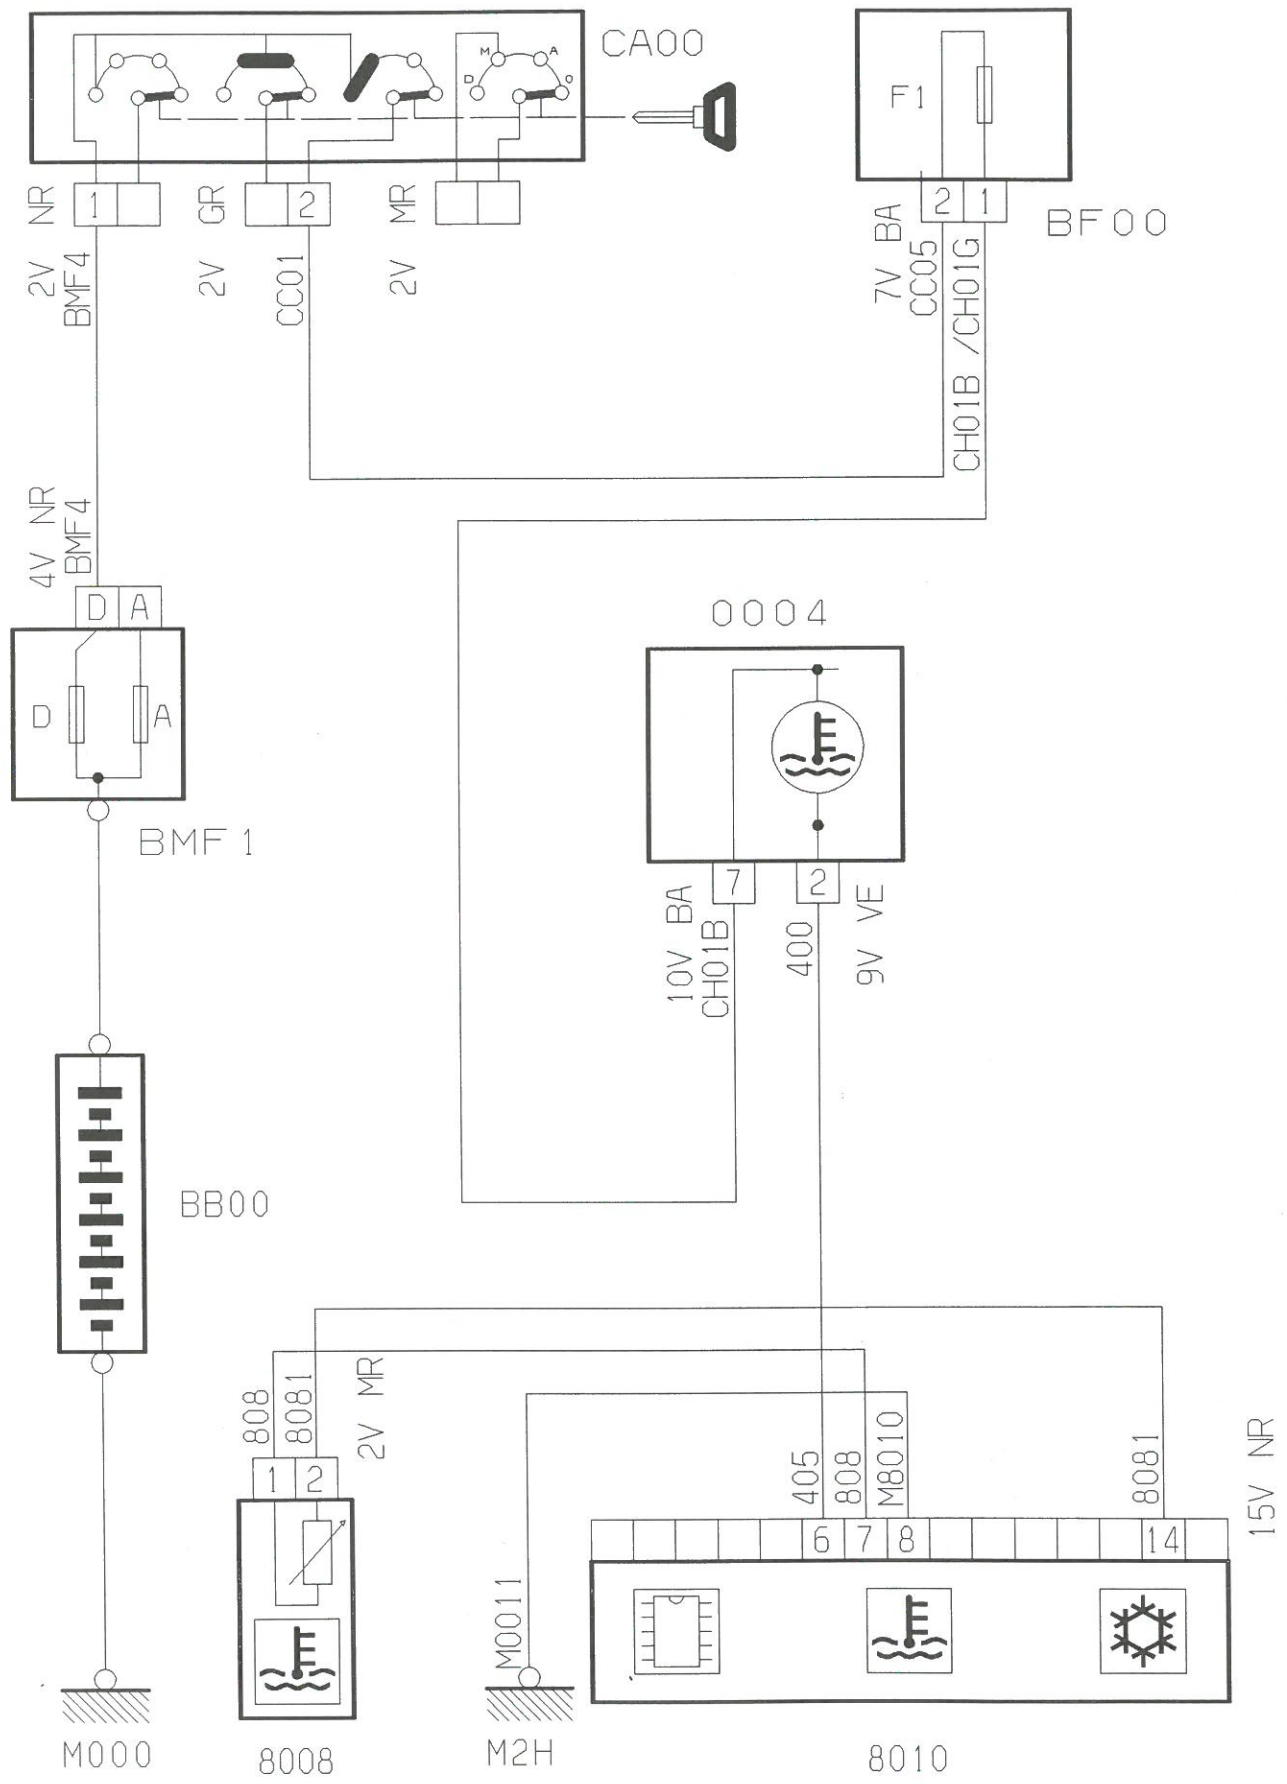 CA00
M
A
D
O
F1
1
2
2
1
BF00
2V NR
BMF4
2V GR
CC01
2V MR
7V BA
CC05
CH01B /CH01G
4V NR
BMF4
D A
D
A
BMF1
0004
7
2
10V BA
CH01B
400
9V VE
BB00
808
8081
2V MR
1 2
405
808
M8010
8081
15V NR
6 7 8 14
M0011
M000
8008
M2H
8010